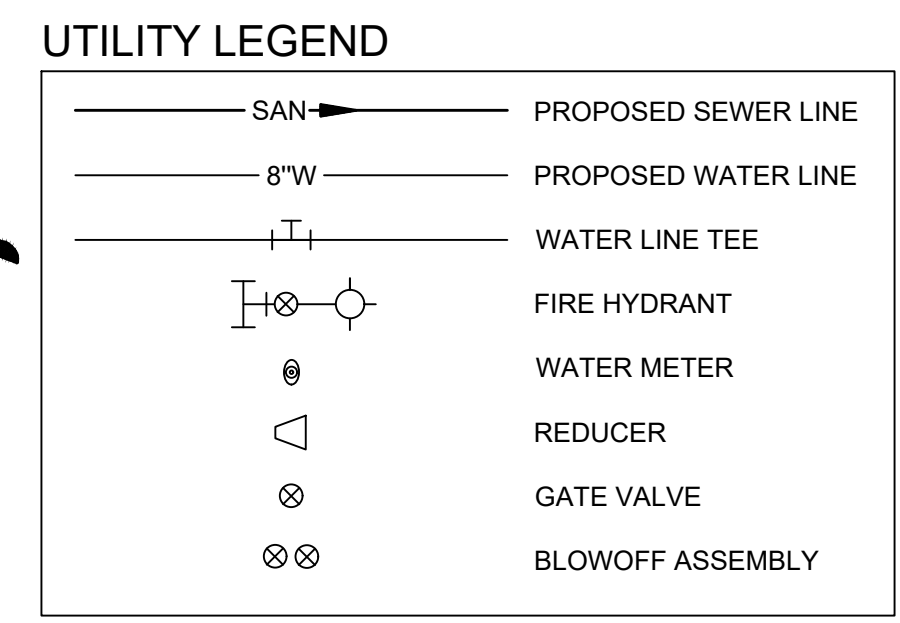 UTILITY LEGEND
SAN PROPOSED SEWER LINE
8"W PROPOSED WATER LINE
WATER LINE TEE
FIRE HYDRANT
WATER METER
REDUCER
GATE VALVE
BLOWOFF ASSEMBLY